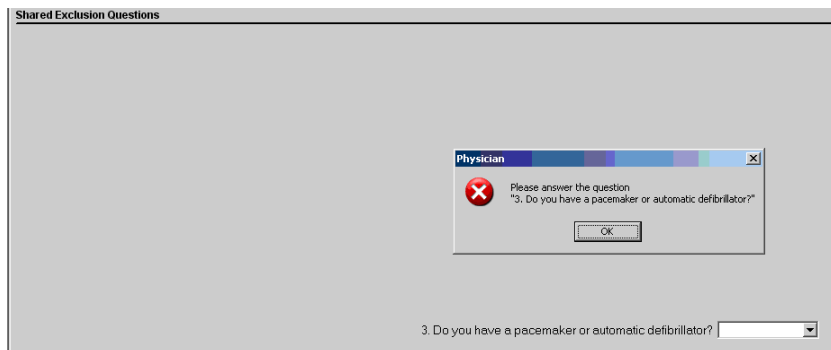 Shared Exclusion Questions
Physician
Please answer the question
"3. Do you have a pacemaker or automatic defibrillator?"
OK
3. Do you have a pacemaker or automatic defibrillator?